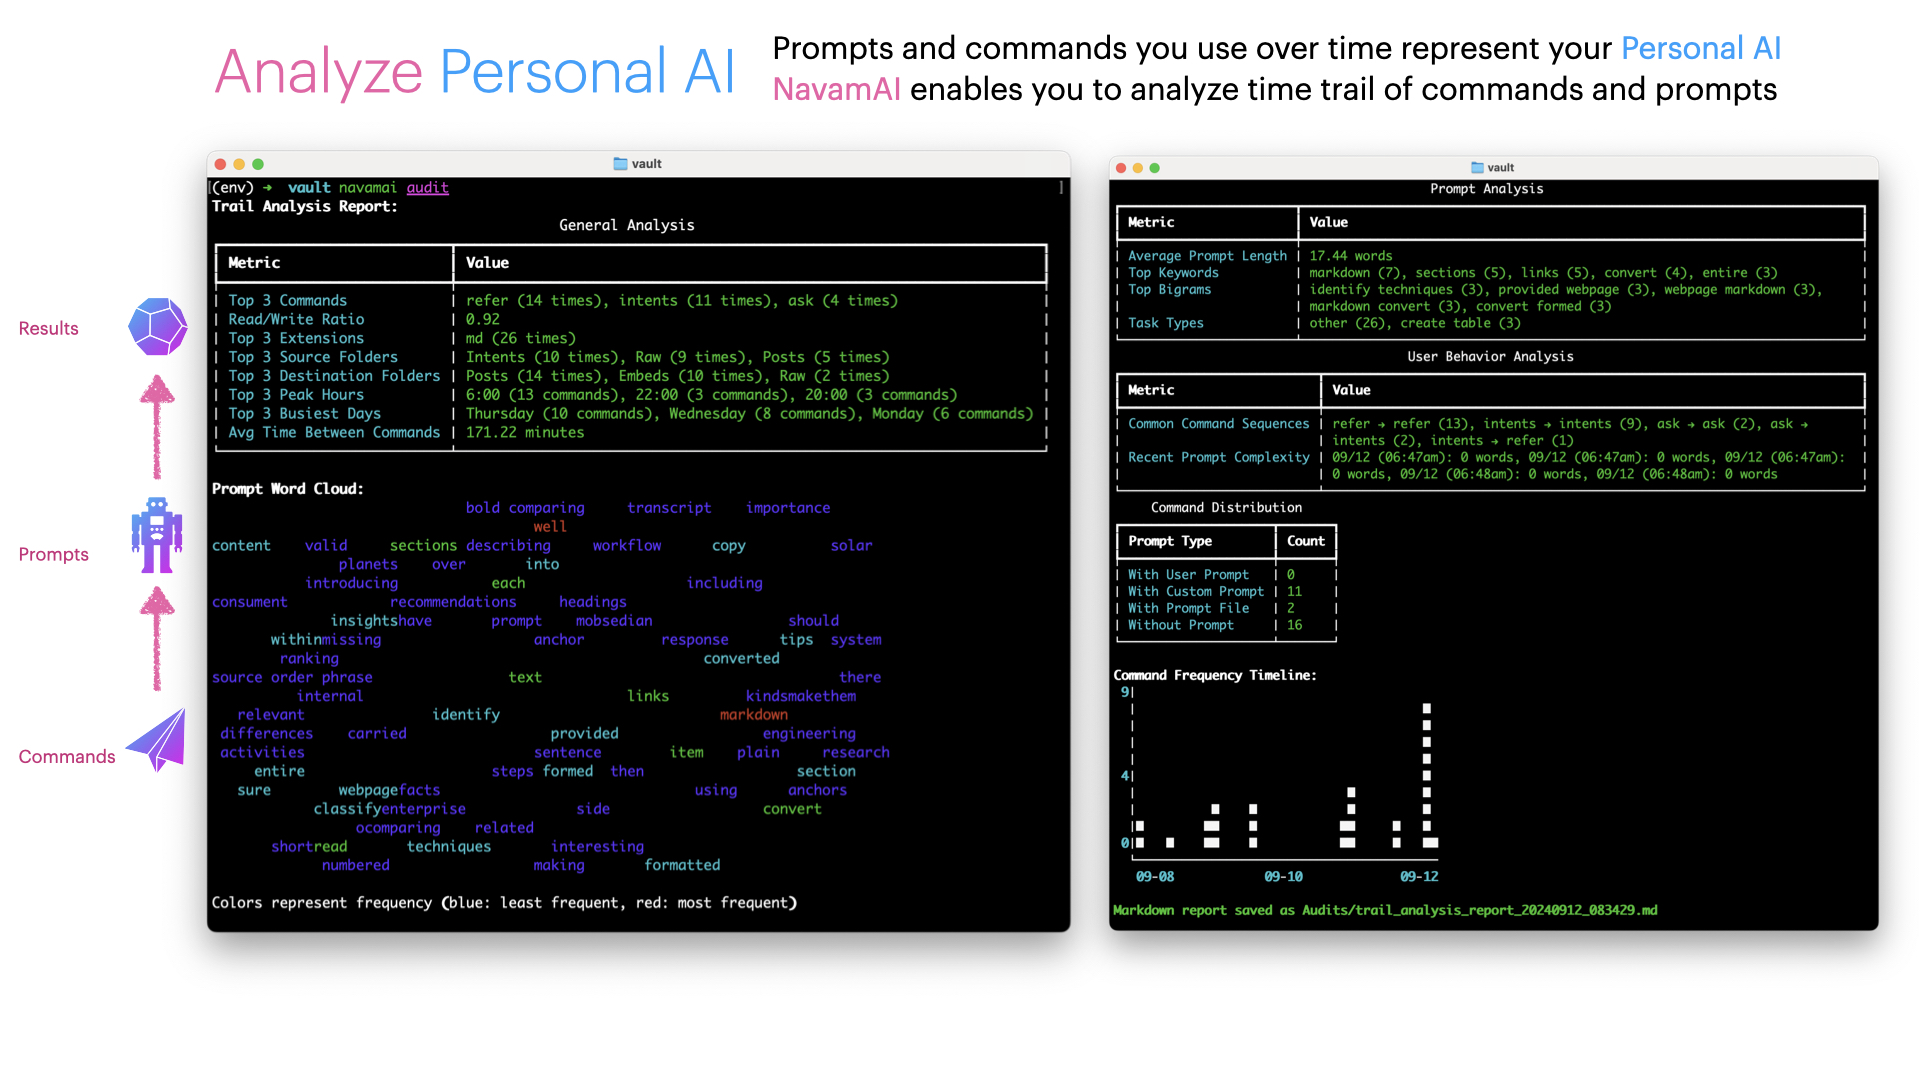 Analyze Personal AI
Prompts and commands you use over time represent your Personal AI
NavamAI enables you to analyze time trail of commands and prompts
Results
Prompts
Commands
vault
[(env) → vault navamai audit ]
Trail Analysis Report:
General Analysis
Metric Value
Top 3 Commands refer (14 times), intents (11 times), ask (4 times)
Read/Write Ratio 0.92
Top 3 Extensions md (26 times)
Top 3 Source Folders Intents (10 times), Raw (9 times), Posts (5 times)
Top 3 Destination Folders Posts (14 times), Embeds (10 times), Raw (2 times)
Top 3 Peak Hours 6:00 (13 commands), 22:00 (3 commands), 20:00 (3 commands)
Top 3 Busiest Days Thursday (10 commands), Wednesday (8 commands), Monday (6 commands)
Avg Time Between Commands 171.22 minutes
Prompt Word Cloud:
bold comparing transcript importance
well
content valid sections describing workflow copy solar
planets over into
introducing each including
consument recommendations headings
insightshave prompt mobsedian should
withinmissing anchor response tips system
ranking converted
source order phrase text there
internal links kindsmakethem
relevant identify markdown
differences carried provided engineering
activities sentence item plain research
entire steps formed then section
sure webpagefacts using anchors
classifyenterprise side convert
ocomparing related
shortread techniques interesting
numbered making formatted
Colors represent frequency (blue: least frequent, red: most frequent)
vault
Prompt Analysis
Metric Value
Average Prompt Length 17.44 words
Top Keywords markdown (7), sections (5), links (5), convert (4), entire (3)
Top Bigrams identify techniques (3), provided webpage (3), webpage markdown (3),
markdown convert (3), convert formed (3)
Task Types other (26), create table (3)
User Behavior Analysis
Metric Value
Common Command Sequences refer → refer (13), intents → intents (9), ask → ask (2), ask →
intents (2), intents → refer (1)
Recent Prompt Complexity 09/12 (06:47am): 0 words, 09/12 (06:47am): 0 words, 09/12 (06:47am):
0 words, 09/12 (06:48am): 0 words, 09/12 (06:48am): 0 words
Command Distribution
Prompt Type Count
With User Prompt 0
With Custom Prompt 11
With Prompt File 2
Without Prompt 16
Command Frequency Timeline:
9
4
0
09-08 09-10 09-12
Markdown report saved as Audits/trail_analysis_report_20240912_083429.md